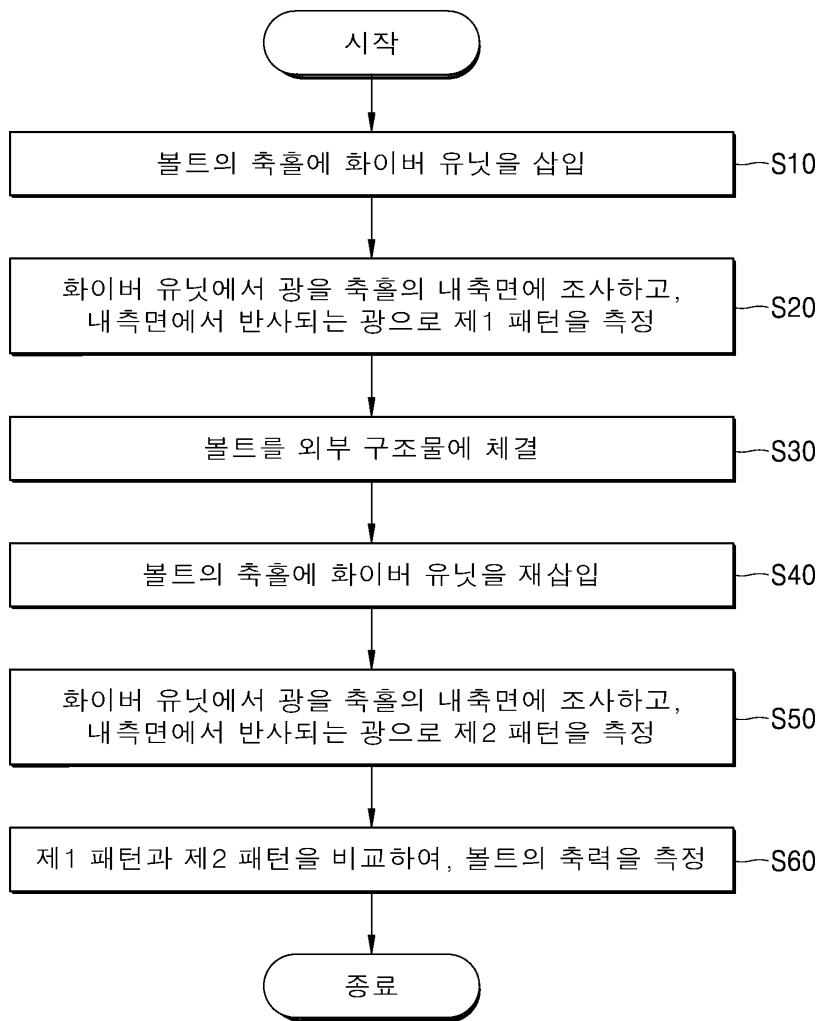 시작
볼트의 축홀에 화이버 유닛을 삽입
S10
화이버 유닛에서 광을 축홀의 내축면에 조사하고,
내측면에서 반사되는 광으로 제1 패턴을 측정
S20
볼트를 외부 구조물에 체결
S30
볼트의 축홀에 화이버 유닛을 재삽입
S40
화이버 유닛에서 광을 축홀의 내축면에 조사하고,
내측면에서 반사되는 광으로 제2 패턴을 측정
S50
제1 패턴과 제2 패턴을 비교하여, 볼트의 축력을 측정
S60
종료